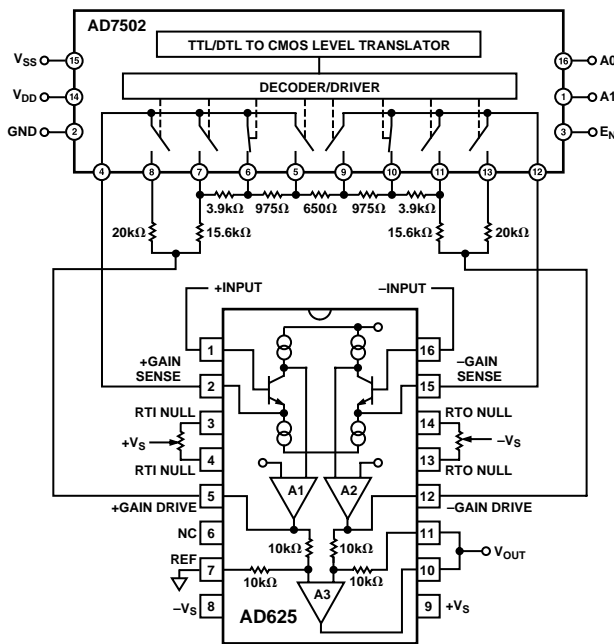 AD7502
TTL/DTL TO CMOS LEVEL TRANSLATOR
DECODER/DRIVER
VSS 15
VDD 14
GND 2
16 A0
1 A1
3 EN
4 8 7 6 5 9 10 11 13 12
3.9kΩ 975Ω 650Ω 975Ω 3.9kΩ
20kΩ 15.6kΩ 15.6kΩ 20kΩ
+INPUT –INPUT
1 16
+GAIN SENSE –GAIN SENSE
2 15
RTI NULL 3 14 RTO NULL
+VS –VS
RTI NULL 4 13 RTO NULL
A1 A2
5 12
+GAIN DRIVE –GAIN DRIVE
NC 6 11
10kΩ 10kΩ
VOUT
REF 7 10
10kΩ 10kΩ
A3
–VS 8 9 +VS
AD625